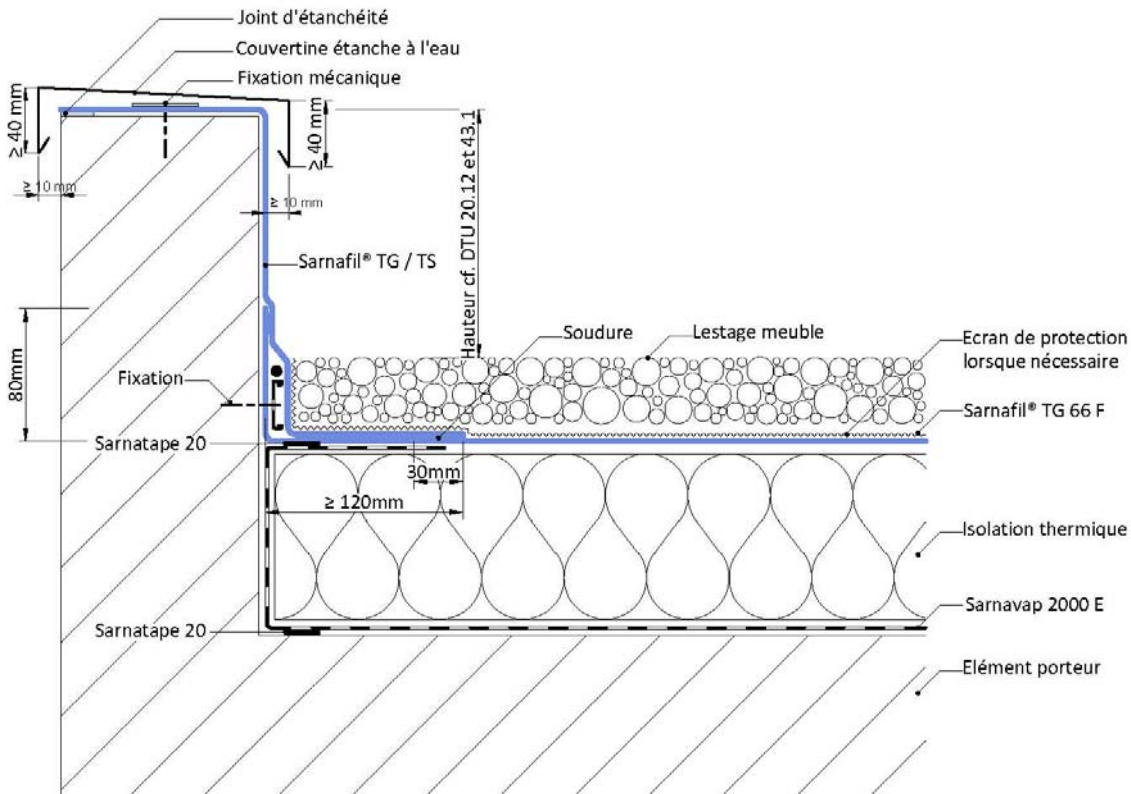 Joint d'étanchéité
Couvertine étanche à l'eau
Fixation mécanique
≥ 40 mm
≥ 40 mm
≥ 10 mm
≥ 10 mm
Hauteur cf. DTU 20.12 et 43.1
Sarnafil® TG / TS
Soudure
Lestage meuble
Ecran de protection
lorsque nécessaire
80mm
Fixation
Sarnafil® TG 66 F
Sarnatape 20
30mm
≥ 120mm
Isolation thermique
Sarnavap 2000 E
Sarnatape 20
Elément porteur